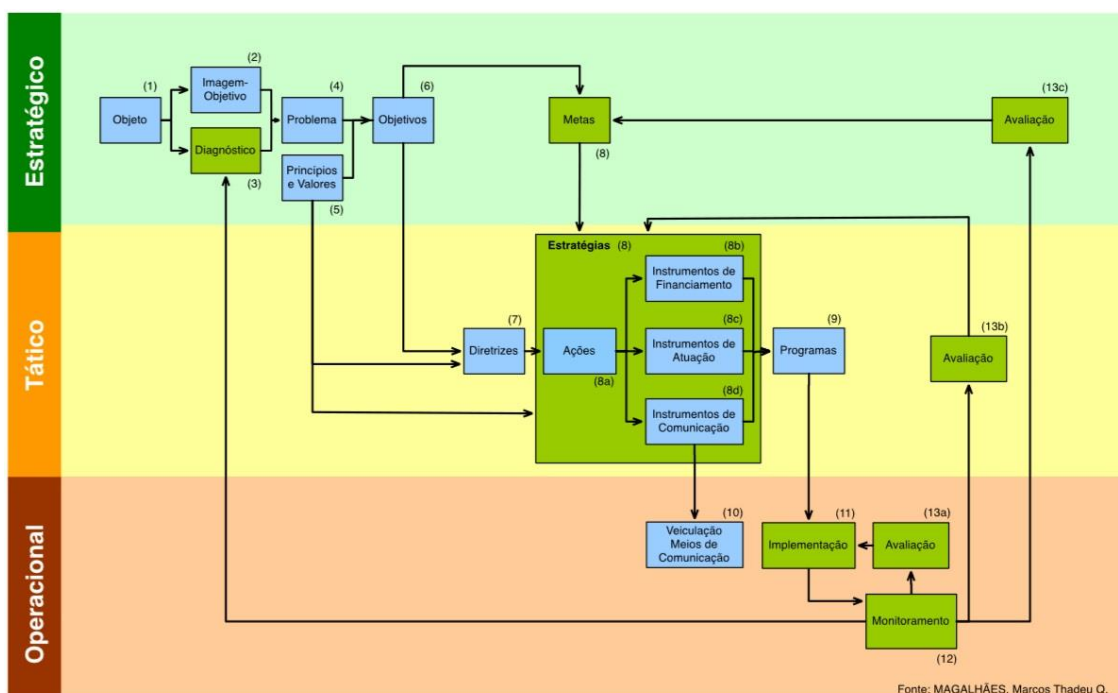 Estratégico
(1)
Objeto
(2)
Imagem-
Objetivo
Diagnóstico
(3)
(4)
Problema
Princípios
e Valores
(5)
(6)
Objetivos
Metas
(8)
(13c)
Avaliação
Tático
(7)
Diretrizes
Estratégias (8)
Ações
(8a)
(8b)
Instrumentos de
Financiamento
(8c)
Instrumentos de
Atuação
(8d)
Instrumentos de
Comunicação
(9)
Programas
(13b)
Avaliação
Operacional
(10)
Veiculação
Meios de
Comunicação
(11)
Implementação
(13a)
Avaliação
Monitoramento
(12)
Fonte: MAGALHÃES, Marcos Thadeu Q.